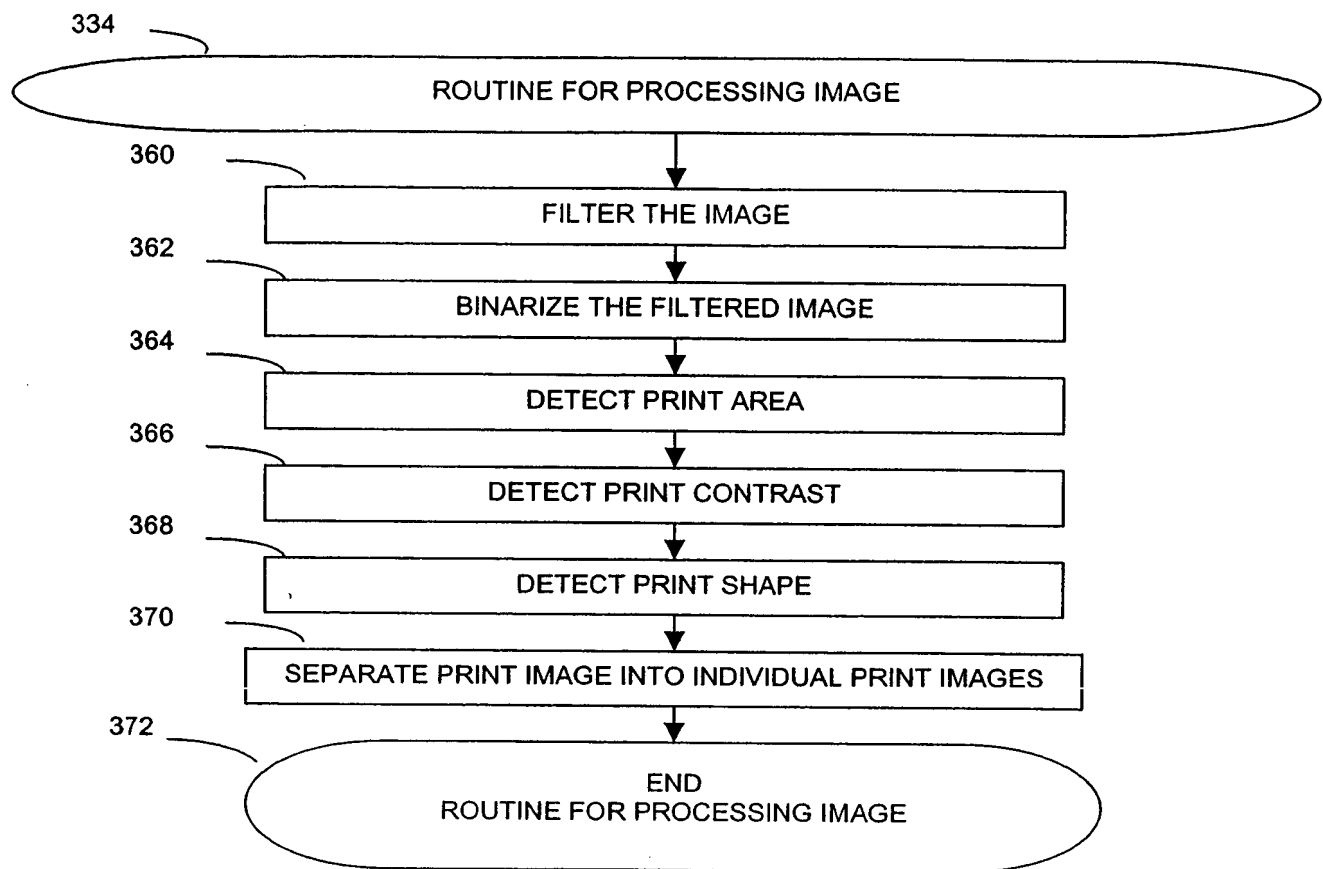 334
ROUTINE FOR PROCESSING IMAGE
360
FILTER THE IMAGE
362
BINARIZE THE FILTERED IMAGE
364
DETECT PRINT AREA
366
DETECT PRINT CONTRAST
368
DETECT PRINT SHAPE
370
SEPARATE PRINT IMAGE INTO INDIVIDUAL PRINT IMAGES
372
END
ROUTINE FOR PROCESSING IMAGE